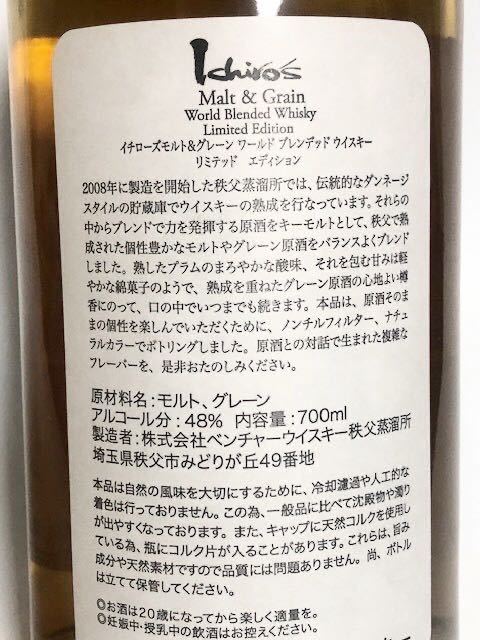 Ichiro's
Malt & Grain
World Blended Whisky
Limited Edition
イチローズモルト&グレーン ワールド ブレンデッド ウイスキー
リミテッド エディション
2008年に製造を開始した秩父蒸溜所では、伝統的なダンネージ
スタイルの貯蔵庫でウイスキーの熟成を行なっています。それらの
中からブレンドで力を発揮する原酒をキーモルトとして、秩父で熟
成された個性豊かなモルトやグレーン原酒をバランスよくブレンド
しました。熟したプラムのまろやかな酸味、それを包む甘みは軽
やかな綿菓子のようで、熟成を重ねたグレーン原酒の心地よい樽
香にのって、口の中でいつまでも続きます。本品は、原酒そのま
まの個性を楽しんでいただくために、ノンチルフィルター、ナチュ
ラルカラーでボトリングしました。原酒との対話で生まれた複雑な
フレーバーを、是非おたのしみください。
原材料名:モルト、グレーン
アルコール分:48% 内容量:700ml
製造者:株式会社ベンチャーウイスキー秩父蒸溜所
埼玉県秩父市みどりが丘49番地
本品は自然の風味を大切にするために、冷却濾過や人工的な
着色は行っておりません。この為、一般品に比べて沈殿物や濁り
が出やすくなっております。また、キャップに天然コルクを使用し
ている為、瓶にコルク片が入ることがあります。これらは、旨み
成分や天然素材ですので品質には問題ありません。尚、ボトル
は立てて保管してください。
◎お酒は20歳になってから楽しく適量を。
◎妊娠中・授乳中の飲酒はお控えください。